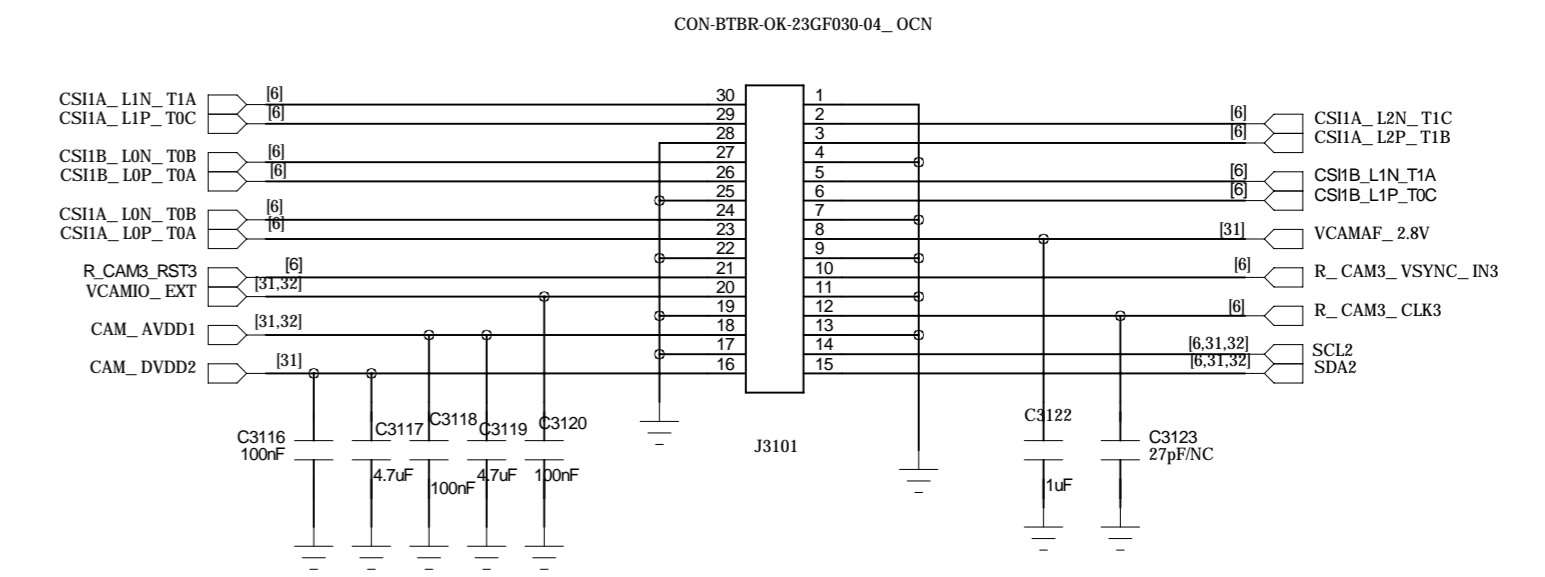 CON-BTBR-OK-23GF030-04_ OCN
CSI1A_ L1N_ T1A [6] 30 1
CSI1A_ L1P_ T0C [6] 29 2 [6] CSI1A_ L2N_ T1C
28 3 [6] CSI1A_ L2P_ T1B
CSI1B_ L0N_ T0B [6] 27 4
CSI1B_ L0P_ T0A [6] 26 5 [6] CSI1B_L1N_T1A
25 6 [6] CSI1B_L1P_T0C
CSI1A_ L0N_ T0B [6] 24 7
CSI1A_ L0P_ T0A [6] 23 8 [31] VCAMAF_ 2.8V
22 9
R_CAM3_RST3 [6] 21 10 [6] R_ CAM3_ VSYNC_ IN3
VCAMIO_ EXT [31,32] 20 11
19 12 [6] R_ CAM3_ CLK3
CAM_ AVDD1 [31,32] 18 13
17 14 [6,31,32] SCL2
CAM_ DVDD2 [31] 16 15 [6,31,32] SDA2
C3116 C3117 C3118 C3119 C3120 J3101 C3122 C3123
100nF 4.7uF 100nF 4.7uF 100nF 1uF 27pF/NC